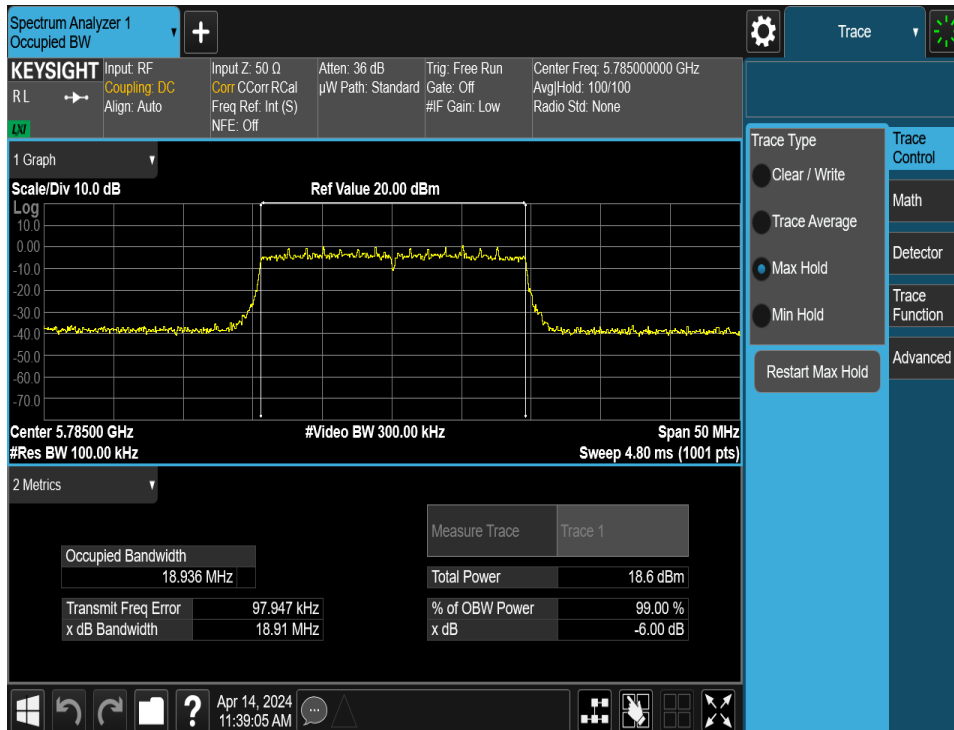 Spectrum Analyzer 1
Occupied BW
+
Trace
KEYSIGHT
R L
LXI
Input: RF
Coupling: DC
Align: Auto
Input Z: 50 Ω
Corr CCorr RCal
Freq Ref: Int (S)
NFE: Off
Atten: 36 dB
µW Path: Standard
Trig: Free Run
Gate: Off
#IF Gain: Low
Center Freq: 5.785000000 GHz
Avg|Hold: 100/100
Radio Std: None
1 Graph
Scale/Div 10.0 dB
Ref Value 20.00 dBm
Log
10.0
0.00
-10.0
-20.0
-30.0
-40.0
-50.0
-60.0
-70.0
Center 5.78500 GHz
#Video BW 300.00 kHz
Span 50 MHz
#Res BW 100.00 kHz
Sweep 4.80 ms (1001 pts)
2 Metrics
Measure Trace
Trace 1
Occupied Bandwidth
18.936 MHz
Total Power
18.6 dBm
Transmit Freq Error
97.947 kHz
% of OBW Power
99.00 %
x dB Bandwidth
18.91 MHz
x dB
-6.00 dB
Trace Type
Clear / Write
Trace Average
Max Hold
Min Hold
Restart Max Hold
Trace
Control
Math
Detector
Trace
Function
Advanced
?
Apr 14, 2024
11:39:05 AM